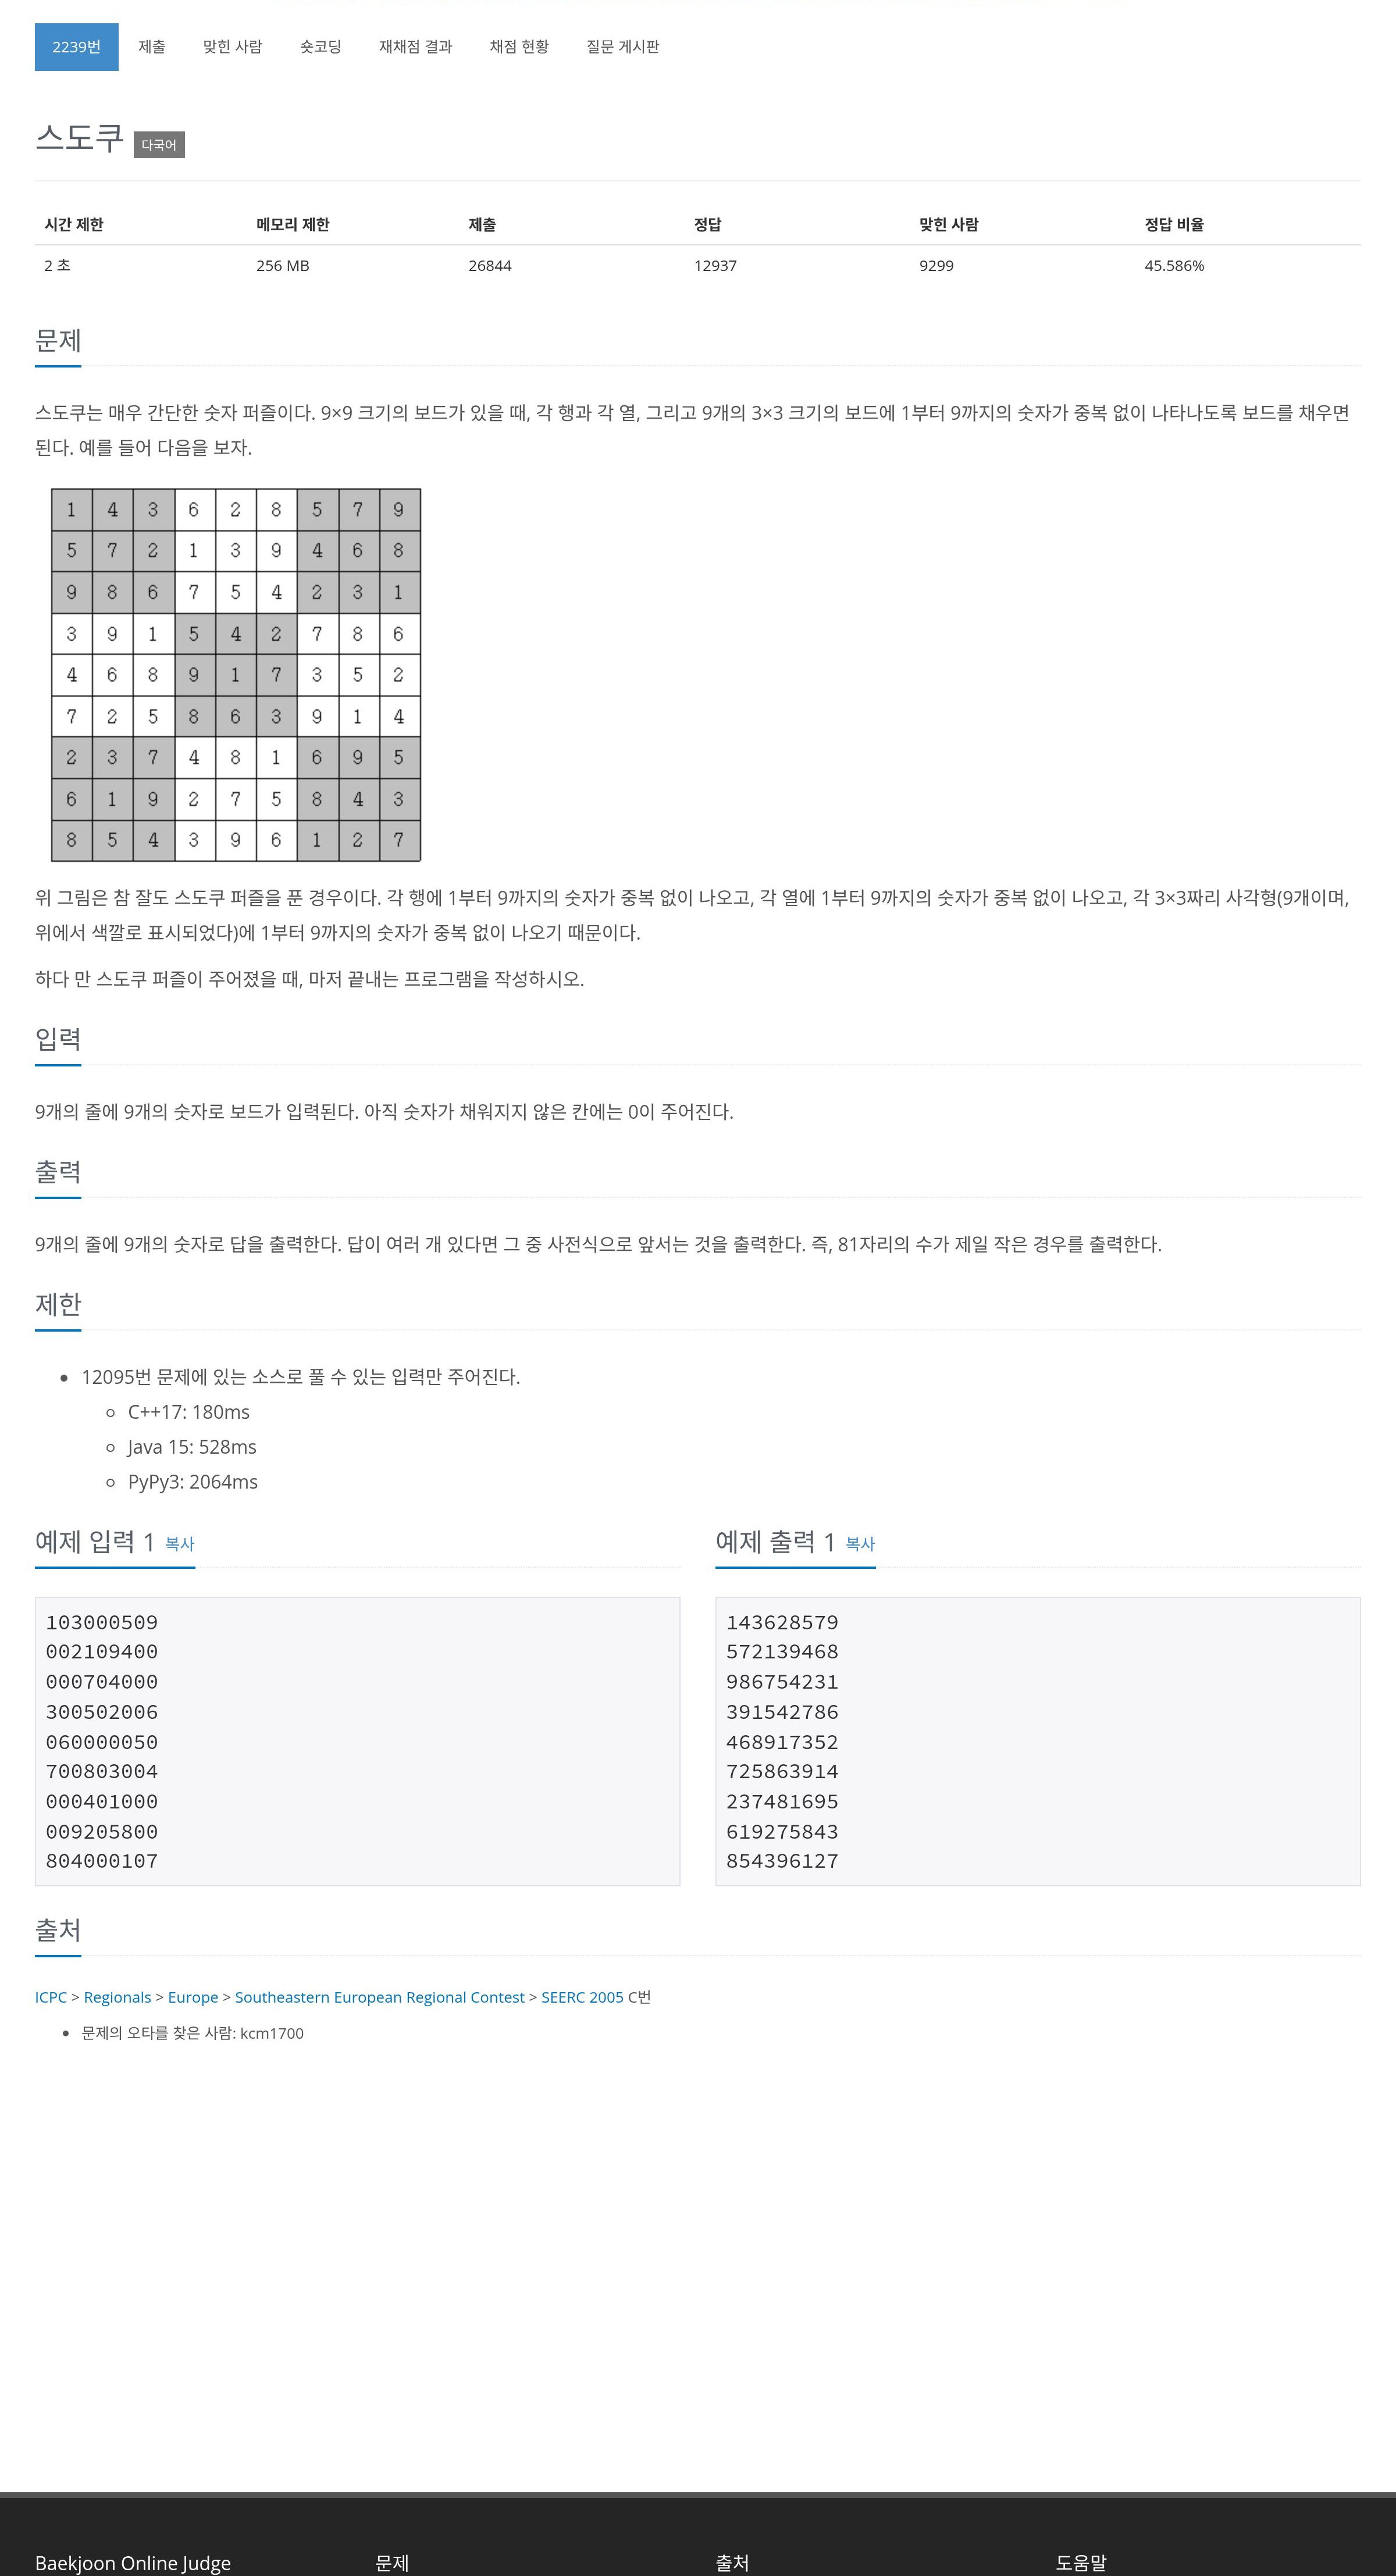 2239번 제출 맞힌 사람 숏코딩 재채점 결과 채점 현황 질문 게시판
스도쿠 다국어
시간 제한 메모리 제한 제출 정답 맞힌 사람 정답 비율
2 초 256 MB 26844 12937 9299 45.586%
문제
스도쿠는 매우 간단한 숫자 퍼즐이다. 9×9 크기의 보드가 있을 때, 각 행과 각 열, 그리고 9개의 3×3 크기의 보드에 1부터 9까지의 숫자가 중복 없이 나타나도록 보드를 채우면
된다. 예를 들어 다음을 보자.
1 4 3 6 2 8 5 7 9
5 7 2 1 3 9 4 6 8
9 8 6 7 5 4 2 3 1
3 9 1 5 4 2 7 8 6
4 6 8 9 1 7 3 5 2
7 2 5 8 6 3 9 1 4
2 3 7 4 8 1 6 9 5
6 1 9 2 7 5 8 4 3
8 5 4 3 9 6 1 2 7
위 그림은 참 잘도 스도쿠 퍼즐을 푼 경우이다. 각 행에 1부터 9까지의 숫자가 중복 없이 나오고, 각 열에 1부터 9까지의 숫자가 중복 없이 나오고, 각 3×3짜리 사각형(9개이며,
위에서 색깔로 표시되었다)에 1부터 9까지의 숫자가 중복 없이 나오기 때문이다.
하다 만 스도쿠 퍼즐이 주어졌을 때, 마저 끝내는 프로그램을 작성하시오.
입력
9개의 줄에 9개의 숫자로 보드가 입력된다. 아직 숫자가 채워지지 않은 칸에는 0이 주어진다.
출력
9개의 줄에 9개의 숫자로 답을 출력한다. 답이 여러 개 있다면 그 중 사전식으로 앞서는 것을 출력한다. 즉, 81자리의 수가 제일 작은 경우를 출력한다.
제한
• 12095번 문제에 있는 소스로 풀 수 있는 입력만 주어진다.
○ C++17: 180ms
○ Java 15: 528ms
○ PyPy3: 2064ms
예제 입력 1 복사
103000509
002109400
000704000
300502006
060000050
700803004
000401000
009205800
804000107
예제 출력 1 복사
143628579
572139468
986754231
391542786
468917352
725863914
237481695
619275843
854396127
출처
ICPC > Regionals > Europe > Southeastern European Regional Contest > SEERC 2005 C번
• 문제의 오타를 찾은 사람: kcm1700
Baekjoon Online Judge 문제 출처 도움말